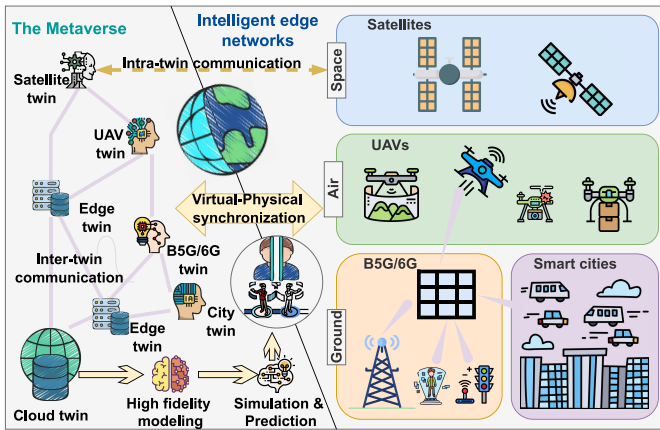 The Metaverse
Intelligent edge
networks
Satellites
Space
Intra-twin communication
Satellite
twin
UAV
twin
UAVs
Air
Edge
twin
Virtual-Physical
synchronization
B5G/6G
twin
Inter-twin
communication
B5G/6G
Smart cities
Ground
City
twin
Edge
twin
Cloud twin
High fidelity
modeling
Simulation &
Prediction